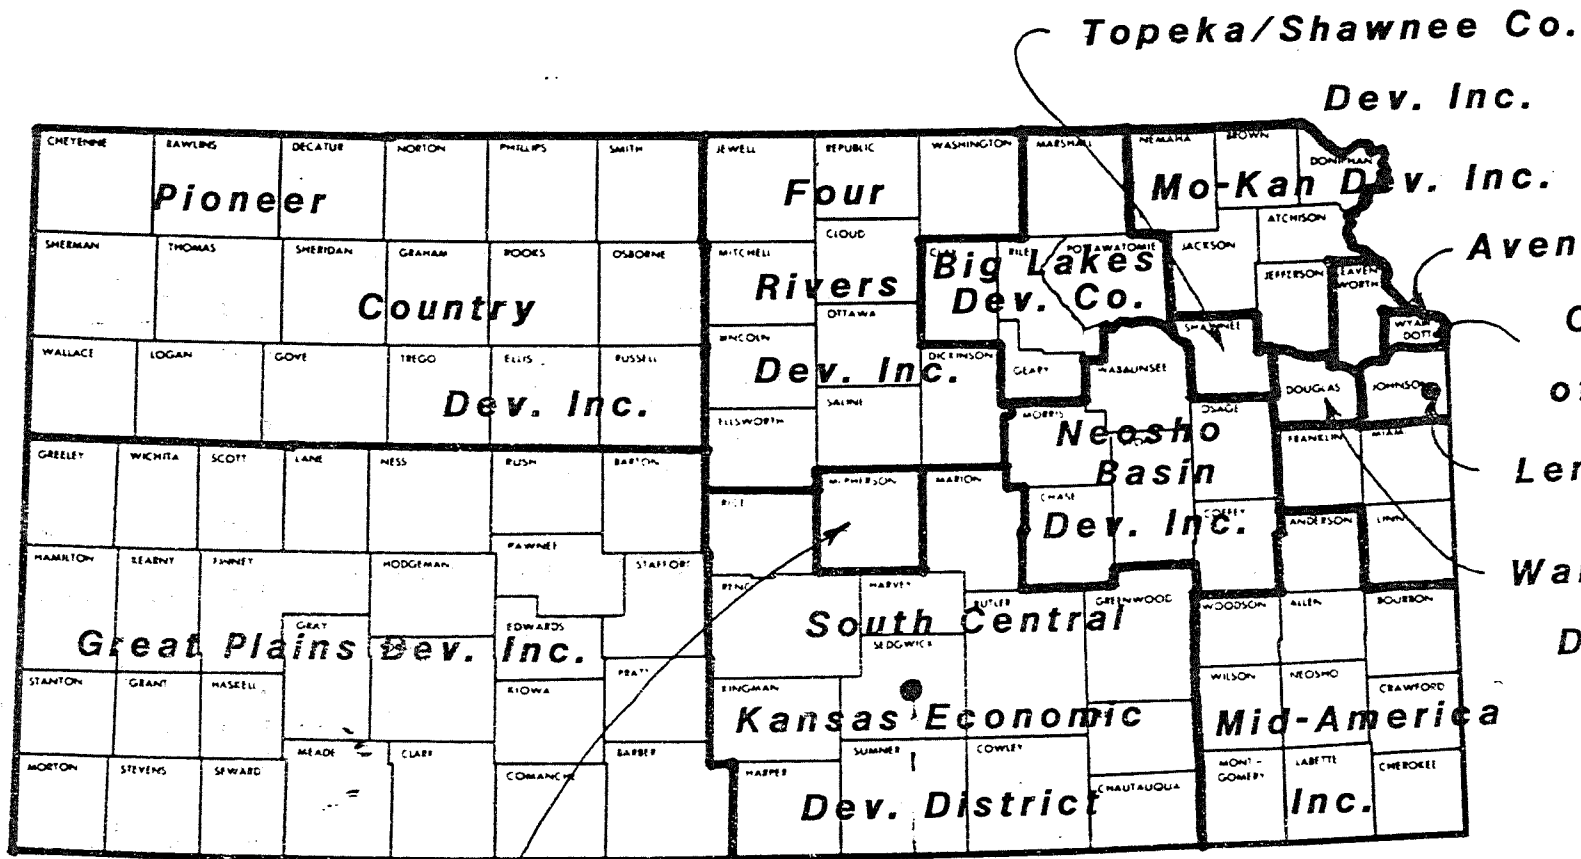 Topeka/Shawnee Co.
Dev. Inc.
CHEYENNE RAWLINS DECATUR NORTON PHILLIPS SMITH JEWELL REPUBLIC WASHINGTON MARSHALL NEMAHA BROWN
DONIPHAN
Pioneer Four Mo-Kan Dev. Inc.
ATCHISON
SHERMAN THOMAS SHERIDAN GRAHAM ROOKS OSBORNE MITCHELL CLOUD CLAY RILEY POTTAWATOMIE JACKSON
Aven
Big Lakes
JEFFERSON LEAVEN
WORTH
Country Rivers Dev. Co.
OTTAWA
WYAN
DOTT
SHAWNEE
WALLACE LOGAN GOVE TREGO ELLIS RUSSELL LINCOLN DICKINSON
GEARY WABAUNSEE
Dev. Inc. Dev. Inc.
DOUGLAS JOHNSON
SALINE
ELLSWORTH MORRIS OSAGE
Neosho
FRANKLIN MIAMI
GREELEY WICHITA SCOTT LANE NESS RUSH BARTON
Basin Len
RICE MCPHERSON MARION CHASE
COFFEY
Dev. Inc.
ANDERSON LINN
HAMILTON KEARNY FINNEY HODGEMAN PAWNEE STAFFORD
RENO HARVEY
BUTLER GREENWOOD WOODSON ALLEN BOURBON
Wa
GRAY EDWARDS
South Central
SEDGWICK
Great Plains Dev. Inc.
D
STANTON GRANT HASKELL KIOWA PRATT KINGMAN
WILSON NEOSHO
CRAWFORD
Kansas Economic Mid-America
MEADE CLARK BARBER SUMNER COWLEY
MORTON STEVENS SEWARD COMANCHE HARPER
CHAUTAUQUA
MONT-
GOMERY LABETTE CHEROKEE
Dev. District Inc.